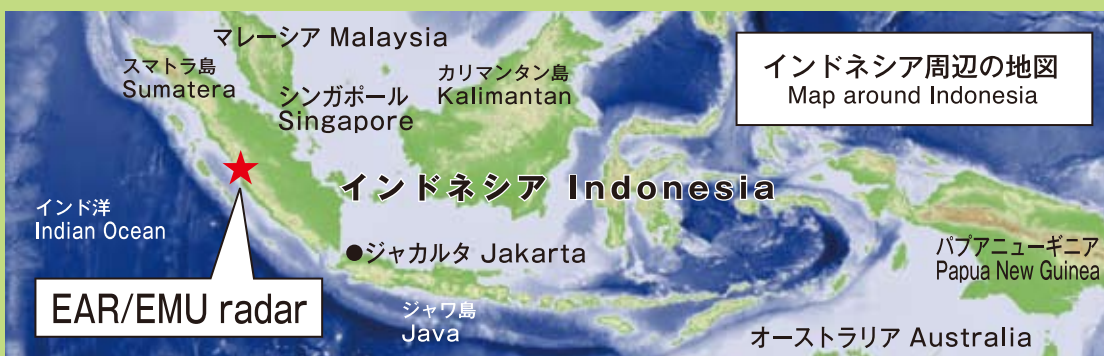 マレーシア Malaysia
スマトラ島
Sumatera
カリマンタン島
Kalimantan
シンガポール
Singapore
インドネシア周辺の地図
Map around Indonesia
インドネシア Indonesia
インド洋
Indian Ocean
●ジャカルタ Jakarta
パプアニューギニア
Papua New Guinea
EAR/EMU radar
ジャワ島
Java
オーストラリア Australia